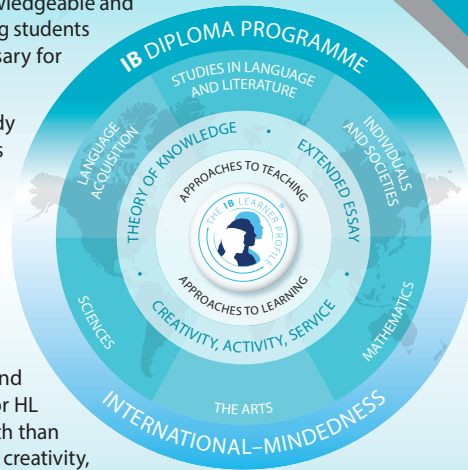 wledgeable and
g students
sary for
dy
s
nd
or HL
th than
creativity,
IB DIPLOMA PROGRAMME
STUDIES IN LANGUAGE
AND LITERATURE
LANGUAGE
ACQUISITION
INDIVIDUALS
AND SOCIETIES
THEORY OF KNOWLEDGE
EXTENDED ESSAY
APPROACHES TO TEACHING
THE IB LEARNER PROFILE
®
APPROACHES TO LEARNING
CREATIVITY, ACTIVITY, SERVICE
SCIENCES
MATHEMATICS
THE ARTS
INTERNATIONAL–MINDEDNESS